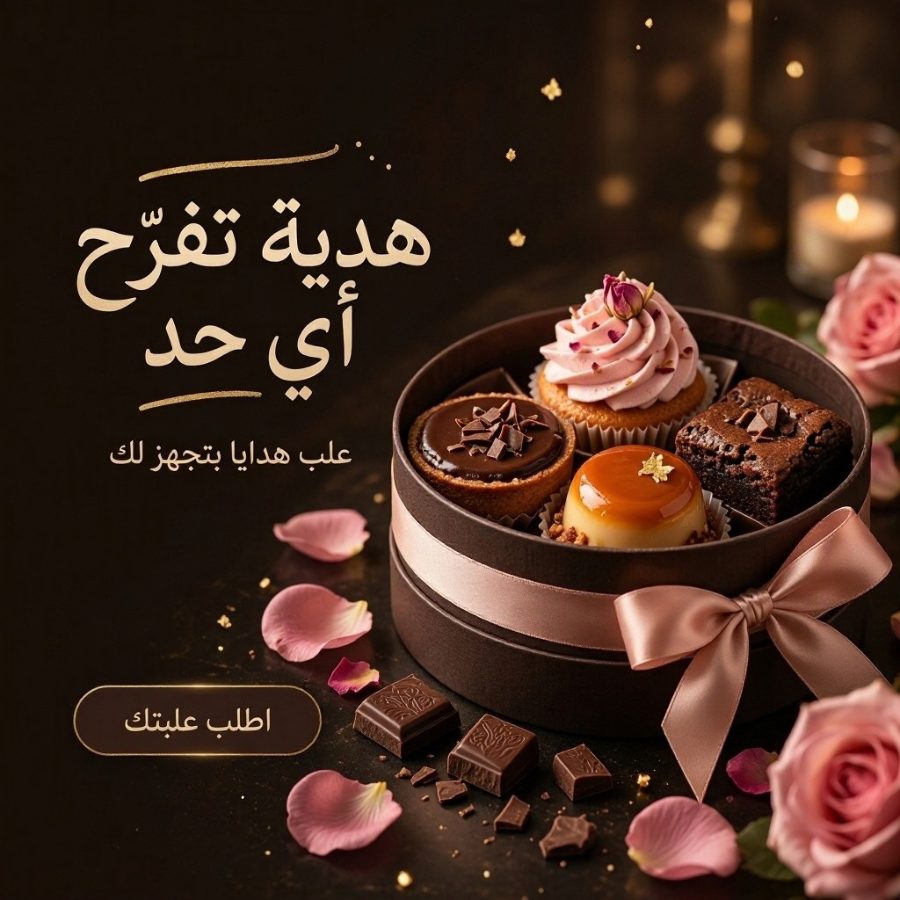 هدية تفرّح
أي حد
علب هدايا بتجهز لك
اطلب علبتك